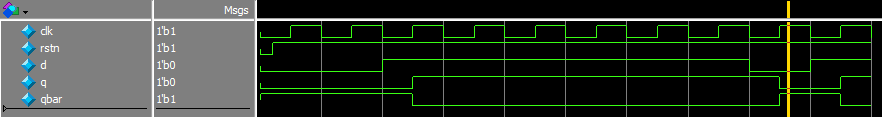 Msgs
clk 1'b1
rstn 1'b1
d 1'b0
q 1'b0
qbar 1'b1